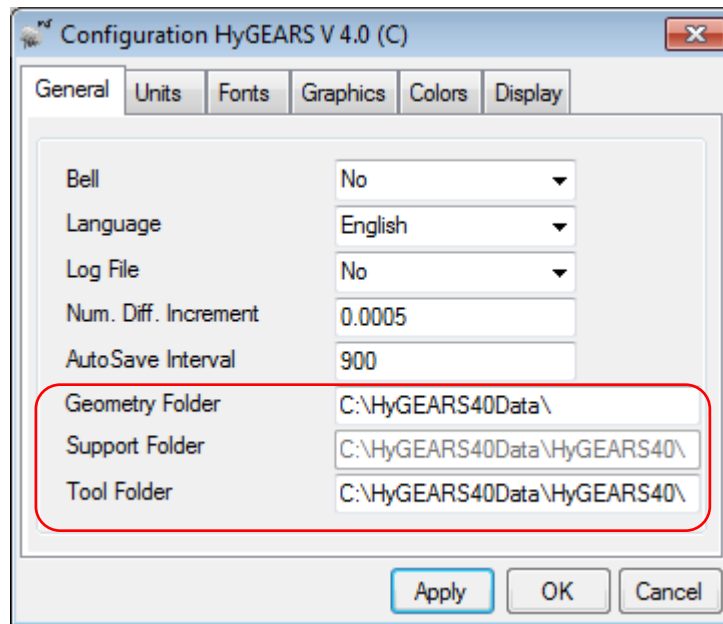 Configuration HyGEARS V 4.0 (C)
General Units Fonts Graphics Colors Display
Bell No
Language English
Log File No
Num. Diff. Increment 0.0005
AutoSave Interval 900
Geometry Folder C:\HyGEARS40Data\
Support Folder C:\HyGEARS40Data\HyGEARS40\
Tool Folder C:\HyGEARS40Data\HyGEARS40\
Apply OK Cancel